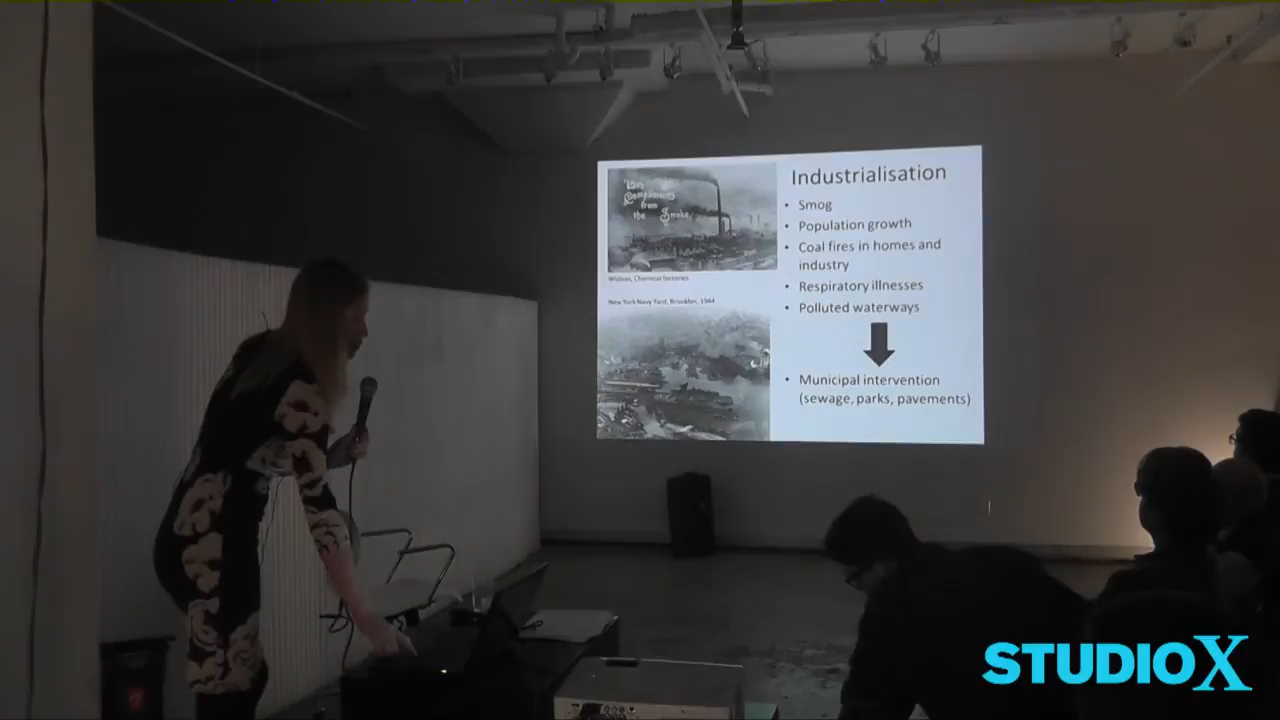 With
Compliments
from
the Smoke
Widnes, Chemical factories
New York Navy Yard, Brooklyn, 1944
Industrialisation
• Smog
• Population growth
• Coal fires in homes and
industry
• Respiratory illnesses
• Polluted waterways
• Municipal intervention
(sewage, parks, pavements)
STUDIOX